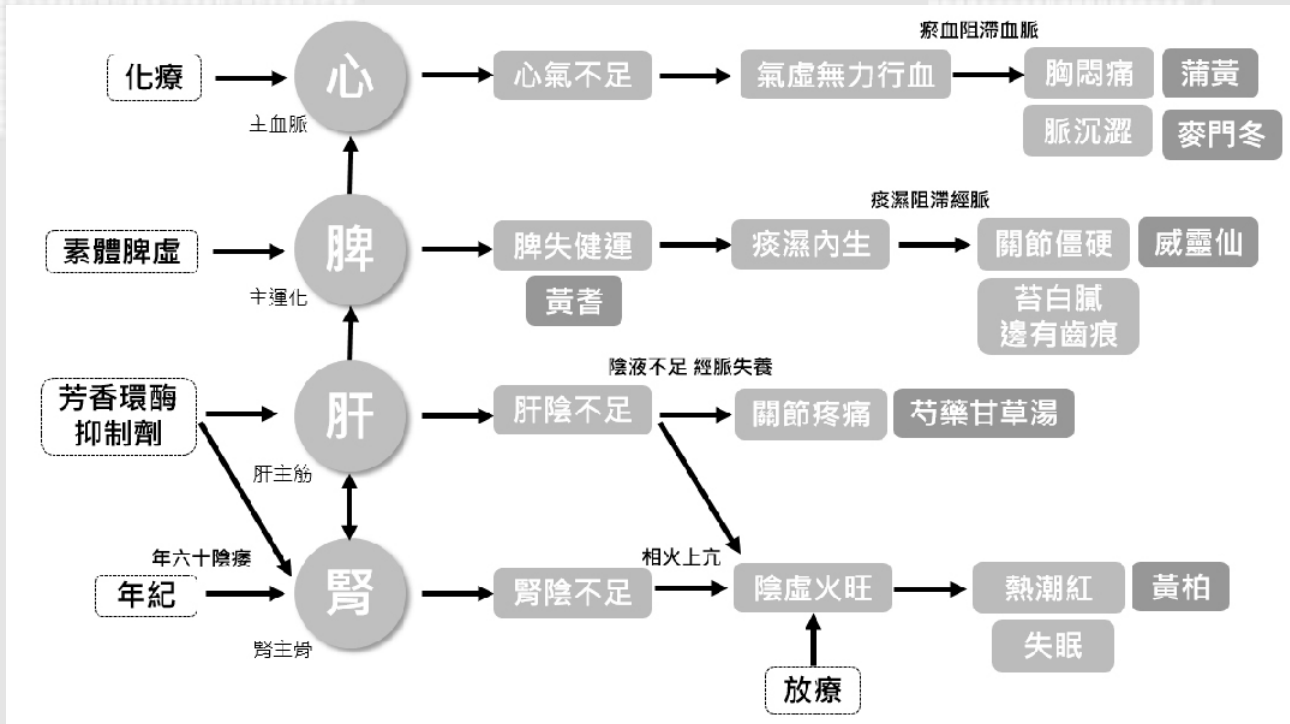 瘀血阻滯血脈
化療
心
心氣不足
氣虛無力行血
胸悶痛
蒲黃
主血脈
脈沉澀
麥門冬
痰濕阻滯經脈
素體脾虛
脾
脾失健運
痰濕內生
關節僵硬
威靈仙
主運化
黃耆
苔白膩
邊有齒痕
陰液不足 經脈失養
芳香環酶
抑制劑
肝
肝陰不足
關節疼痛
芍藥甘草湯
肝主筋
年六十陰痿
相火上亢
年紀
腎
腎陰不足
陰虛火旺
熱潮紅
黃柏
腎主骨
失眠
放療